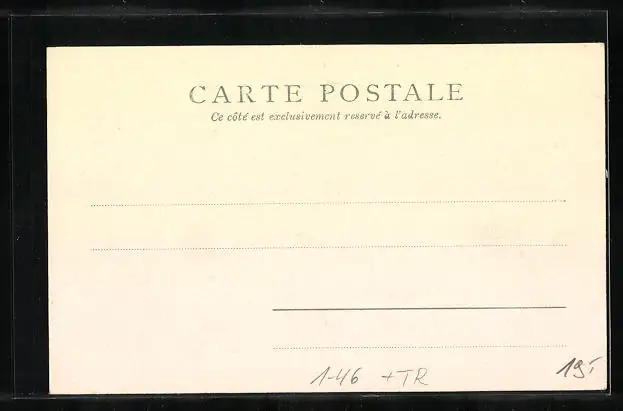 CARTE POSTALE
Ce côté est exclusivement reservé à l'adresse.
1-46 +TR
19,-